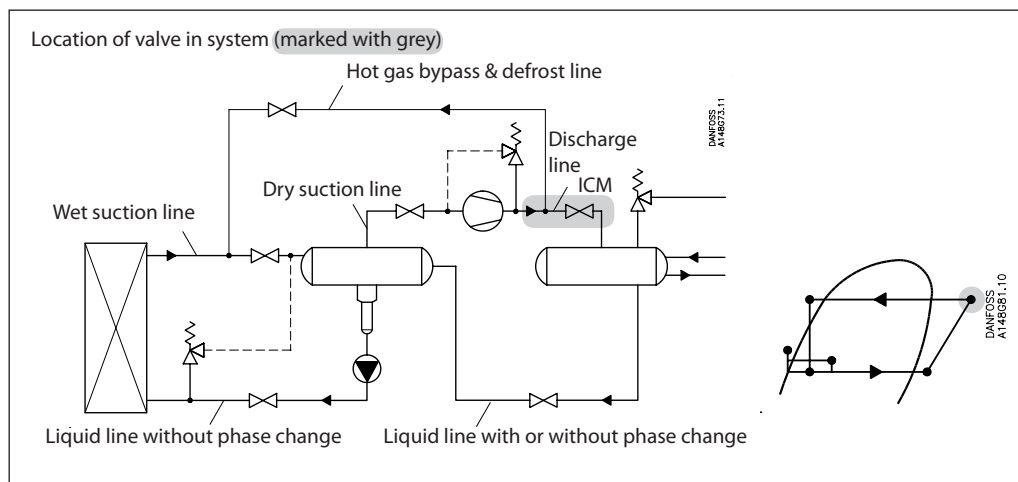 Location of valve in system (marked with grey)
Hot gas bypass & defrost line
DANFOSS
A148G73.11
Discharge
line
ICM
Dry suction line
Wet suction line
DANFOSS
A148G81.10
Liquid line without phase change
Liquid line with or without phase change